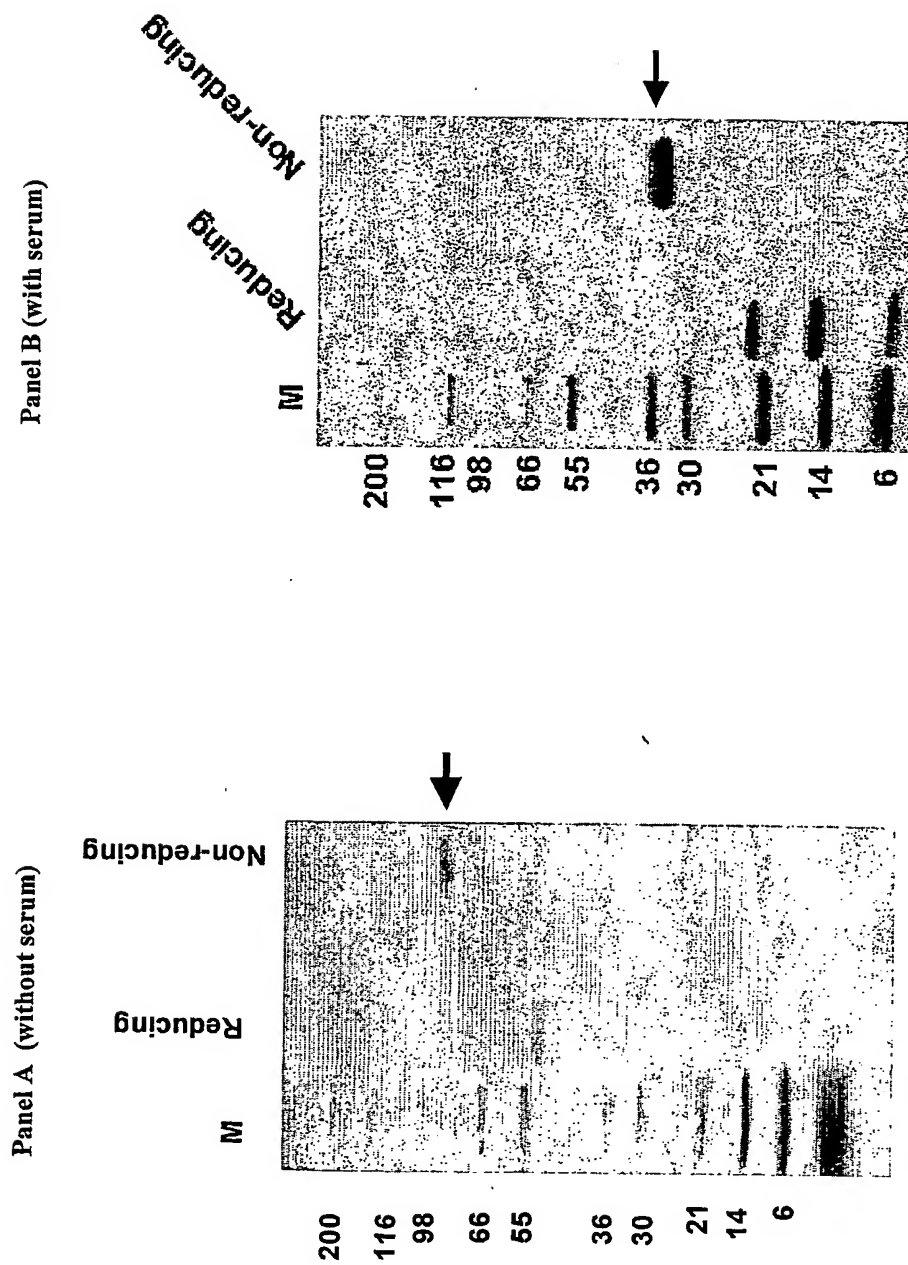 Panel B (with serum)
M
Reducing
Non-reducing
200
116
98
66
55
36
30
21
14
6
Panel A (without serum)
M
Reducing
Non-reducing
200
116
98
66
55
36
30
21
14
6